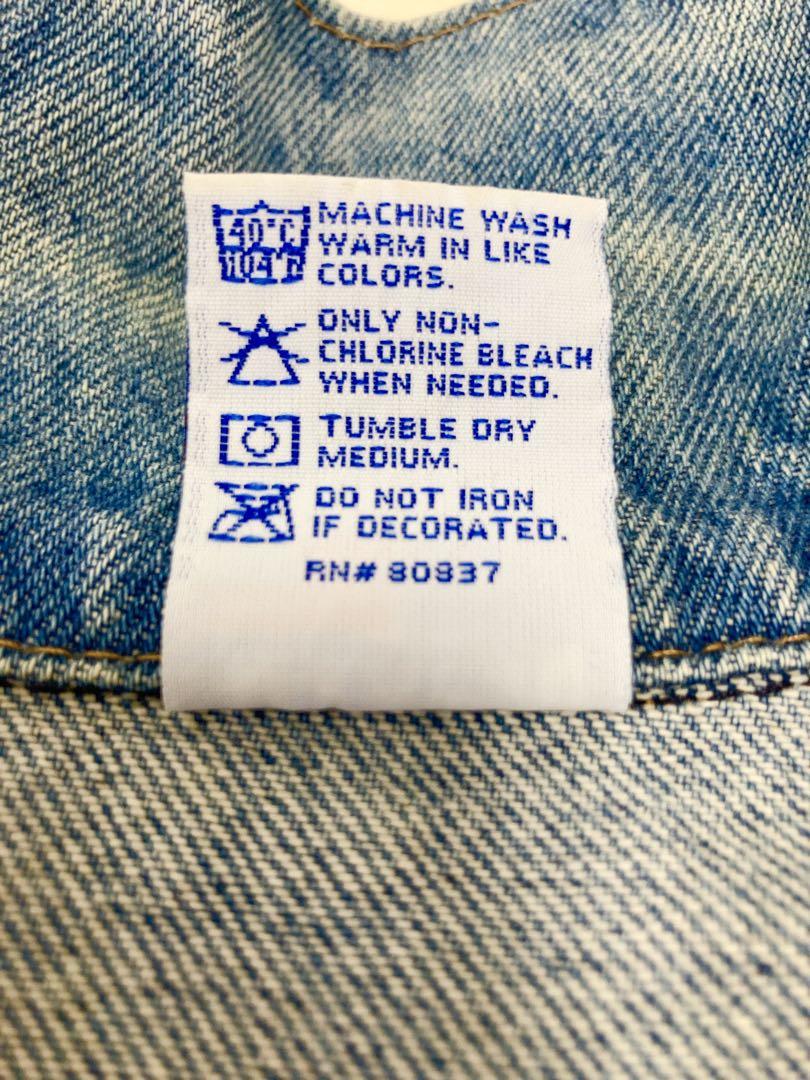 40°C
104°F
MACHINE WASH
WARM IN LIKE
COLORS.
ONLY NON-
CHLORINE BLEACH
WHEN NEEDED.
TUMBLE DRY
MEDIUM.
DO NOT IRON
IF DECORATED.
RN# 80837